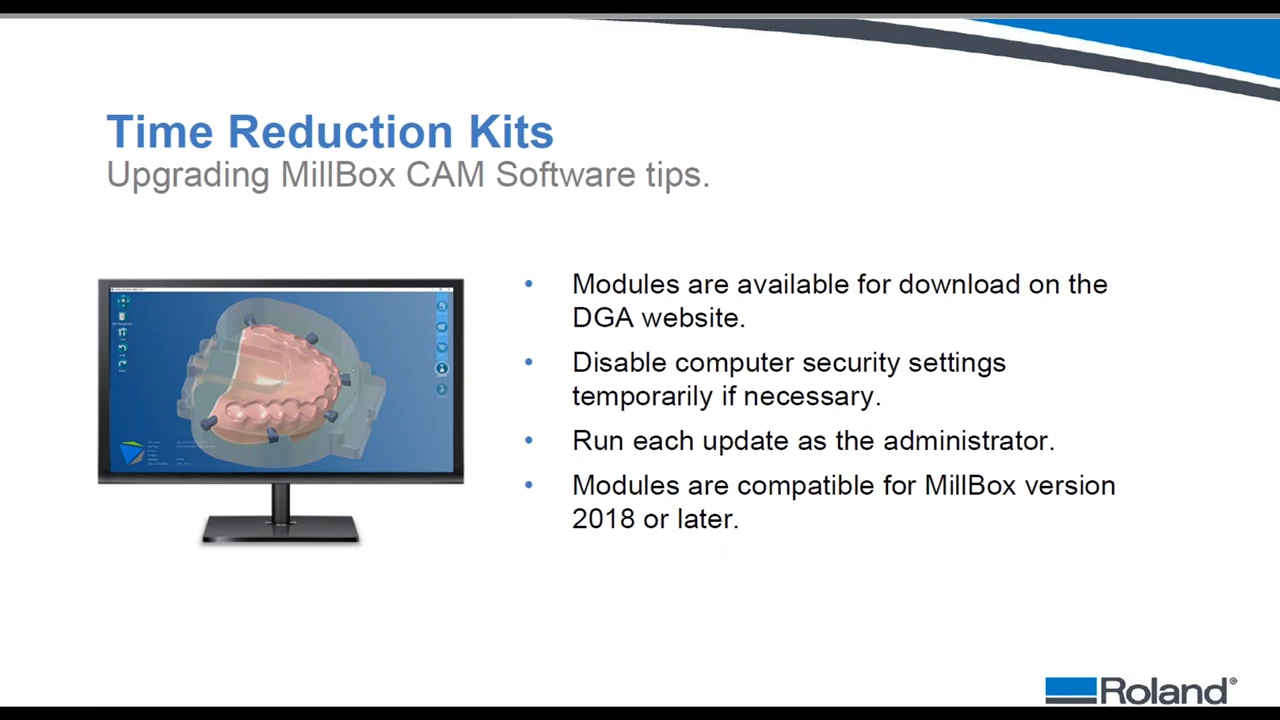 Time Reduction Kits
Upgrading MillBox CAM Software tips.
• Modules are available for download on the
DGA website.
• Disable computer security settings
temporarily if necessary.
• Run each update as the administrator.
• Modules are compatible for MillBox version
2018 or later.
Roland®